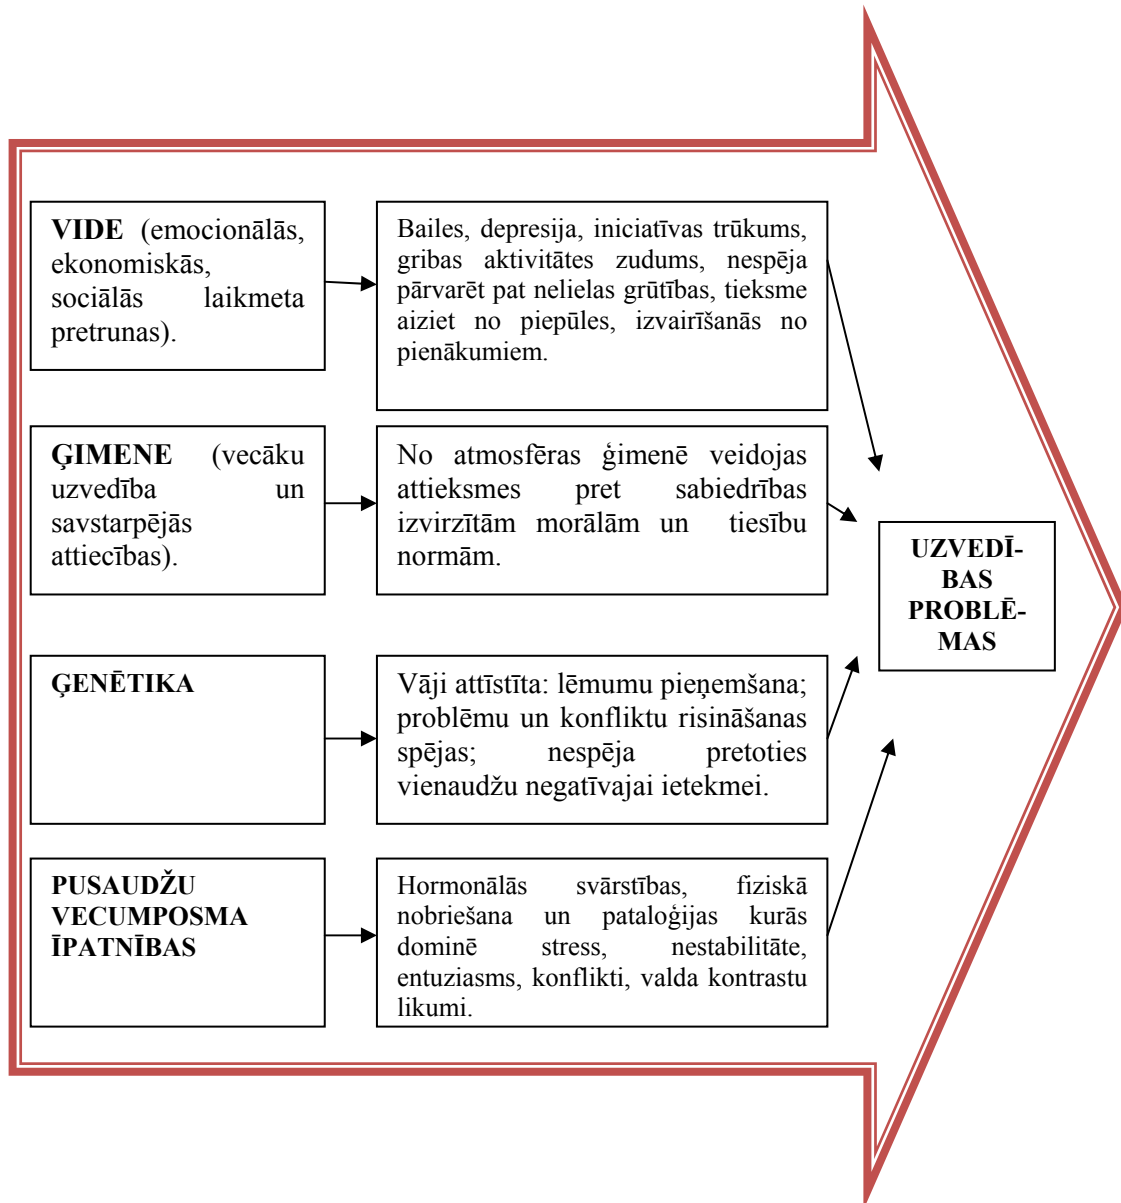 VIDE (emocionālās,
ekonomiskās,
sociālās laikmeta
pretrunas).
Bailes, depresija, iniciatīvas trūkums,
gribas aktivitātes zudums, nespēja
pārvarēt pat nelielas grūtības, tieksme
aiziet no piepūles, izvairīšanās no
pienākumiem.
ĢIMENE (vecāku
uzvedība un
savstarpējās
attiecības).
No atmosfēras ģimenē veidojas
attieksmes pret sabiedrības
izvirzītām morālām un tiesību
normām.
UZVEDĪ-
BAS
PROBLĒ-
MAS
ĢENĒTIKA
Vāji attīstīta: lēmumu pieņemšana;
problēmu un konfliktu risināšanas
spējas; nespēja pretoties
vienaudžu negatīvajai ietekmei.
PUSAUDŽU
VECUMPOSMA
ĪPATNĪBAS
Hormonālās svārstības, fiziskā
nobriešana un pataloģijas kurās
dominē stress, nestabilitāte,
entuziasms, konflikti, valda kontrastu
likumi.